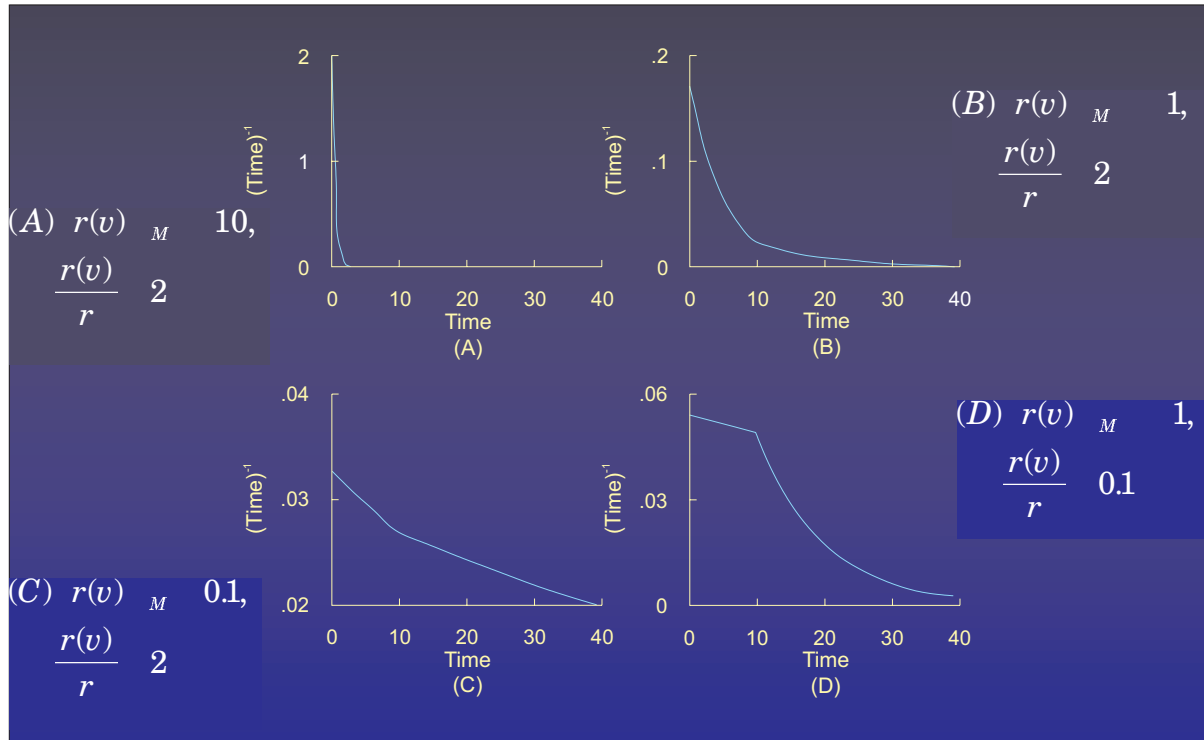 2
1
0
(Time)-1
0 10 20 30 40
Time
(A)
.2
.1
0
(Time)-1
0 10 20 30 40
Time
(B)
(A) r(v) M 10,
r(v)
r
2
(B) r(v) M 1,
r(v)
r
2
.04
.03
.02
(Time)-1
0 10 20 30 40
Time
(C)
.06
.03
0
(Time)-1
0 10 20 30 40
Time
(D)
(C) r(v) M 0.1,
r(v)
r
2
(D) r(v) M 1,
r(v)
r
0.1